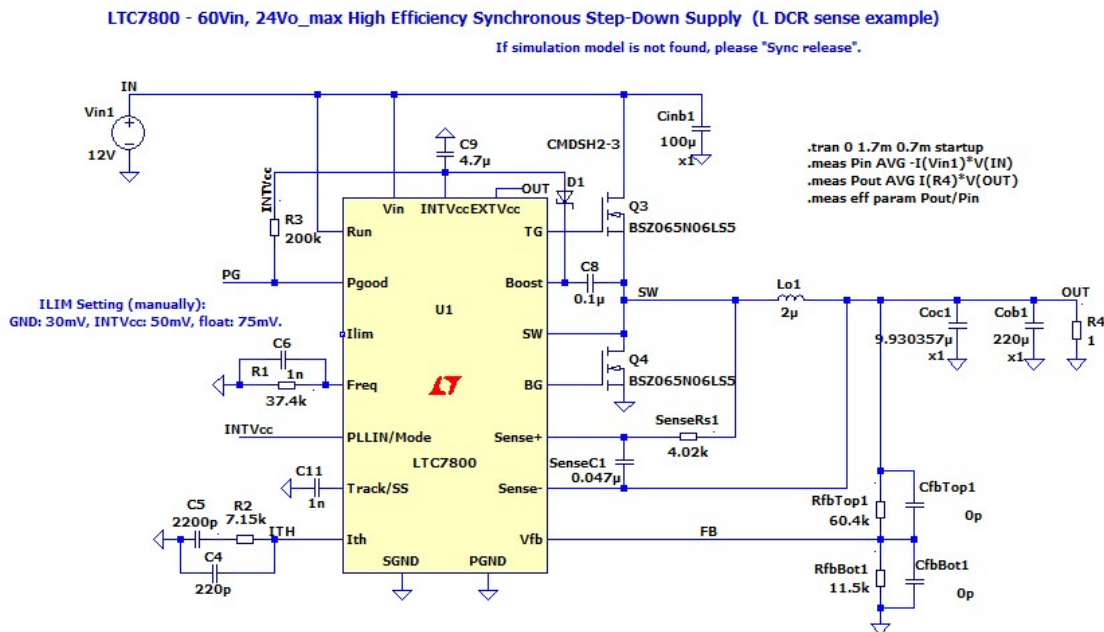 LTC7800 - 60Vin, 24Vo_max High Efficiency Synchronous Step-Down Supply (L DCR sense example)
If simulation model is not found, please "Sync release".
IN
Vin1
12V
Cinb1
100µ
x1
.tran 0 1.7m 0.7m startup
.meas Pin AVG -I(Vin1)*V(IN)
.meas Pout AVG I(R4)*V(OUT)
.meas eff param Pout/Pin
C9
4.7µ
CMDSH2-3
D1
OUT
INTVcc
R3
200k
Vin
INTVcc
EXTVcc
Run
TG
Q3
BSZ065N06LS5
PG
Pgood
Boost
C8
0.1µ
SW
Lo1
2µ
OUT
ILIM Setting (manually):
GND: 30mV, INTVcc: 50mV, float: 75mV.
U1
Ilim
SW
Coc1
9.930357µ
x1
Cob1
220µ
x1
R4
1
C6
1n
R1
37.4k
Freq
BG
Q4
BSZ065N06LS5
INTVcc
PLLIN/Mode
Sense+
SenseRs1
4.02k
LTC7800
SenseC1
0.047µ
C11
1n
Track/SS
Sense-
C5
2200p
R2
7.15k
ITH
Ith
Vfb
FB
RfbTop1
60.4k
CfbTop1
0p
C4
220p
SGND
PGND
RfbBot1
11.5k
CfbBot1
0p